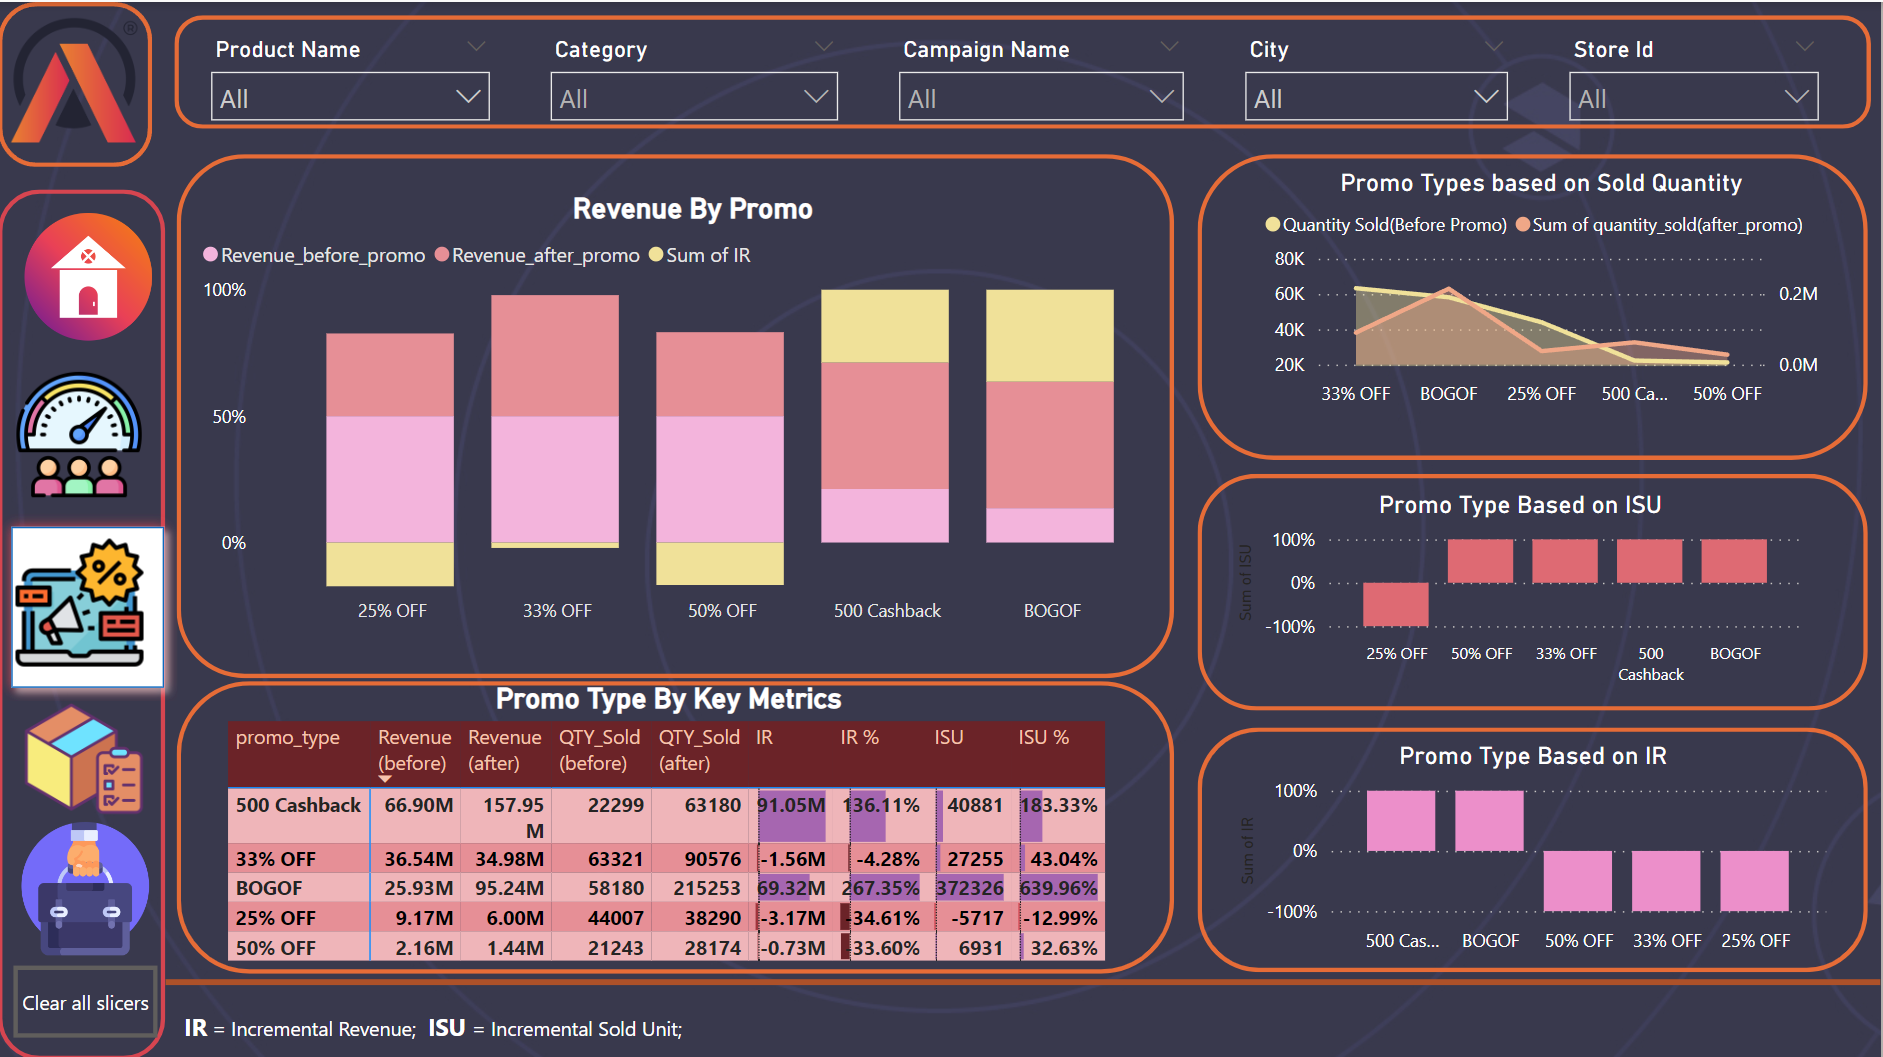 ®
Product Name
Category
Campaign Name
City
Store Id
All
All
All
All
All
Revenue By Promo
Revenue_before_promo Revenue_after_promo Sum of IR
100%
50%
0%
25% OFF 33% OFF 50% OFF 500 Cashback BOGOF
Promo Types based on Sold Quantity
Quantity Sold(Before Promo) Sum of quantity_sold(after_promo)
80K
60K 0.2M
40K
20K 0.0M
33% OFF BOGOF 25% OFF 500 Ca... 50% OFF
Promo Type Based on ISU
Sum of ISU
100%
0%
-100%
25% OFF 50% OFF 33% OFF 500 BOGOF
Cashback
Promo Type By Key Metrics
promo_type Revenue Revenue QTY_Sold QTY_Sold IR IR % ISU ISU %
(before) (after) (before) (after)
500 Cashback 66.90M 157.95 22299 63180 91.05M 136.11% 40881 183.33%
M
33% OFF 36.54M 34.98M 63321 90576 -1.56M -4.28% 27255 43.04%
BOGOF 25.93M 95.24M 58180 215253 69.32M 267.35% 372326 639.96%
25% OFF 9.17M 6.00M 44007 38290 -3.17M -34.61% -5717 -12.99%
50% OFF 2.16M 1.44M 21243 28174 -0.73M -33.60% 6931 32.63%
Promo Type Based on IR
Sum of IR
100%
0%
-100%
500 Cas... BOGOF 50% OFF 33% OFF 25% OFF
Clear all slicers
IR = Incremental Revenue; ISU = Incremental Sold Unit;